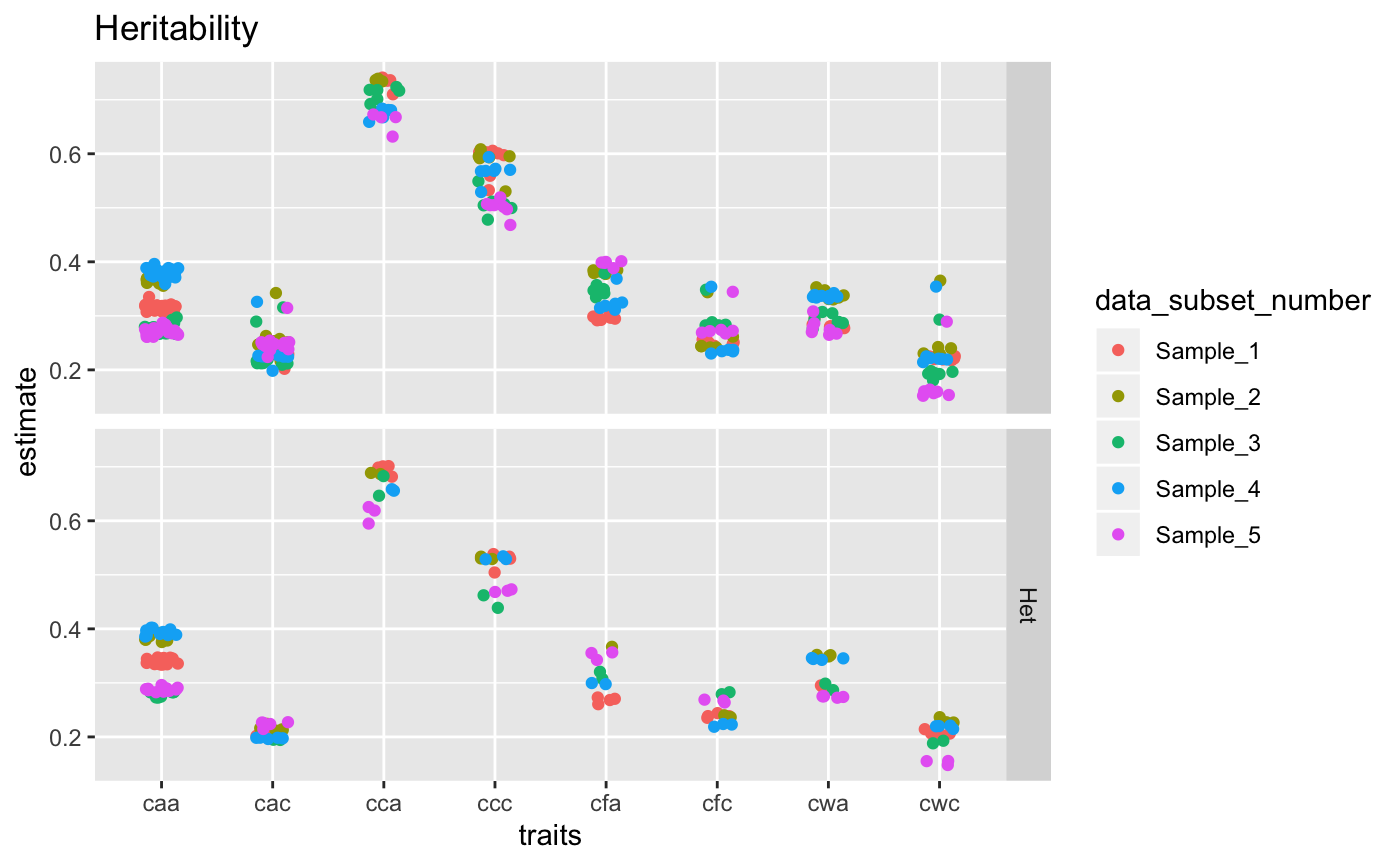 Heritability
0.6
0.4
0.2
0.6
0.4
0.2
Het
estimate
caa cac cca ccc cfa cfc cwa cwc
traits
data_subset_number
Sample_1
Sample_2
Sample_3
Sample_4
Sample_5